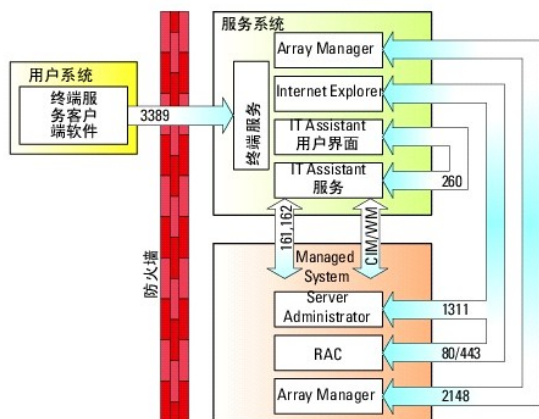 服务系统
Array Manager
用户系统
终端服
务客户
端软件
3389
终端服务
Internet Explorer
IT Assistant
用户界面
IT Assistant
服务
260
161,162
CIM/WM
防火墙
Managed
System
Server
Administrator
1311
RAC
80/443
Array Manager
2148